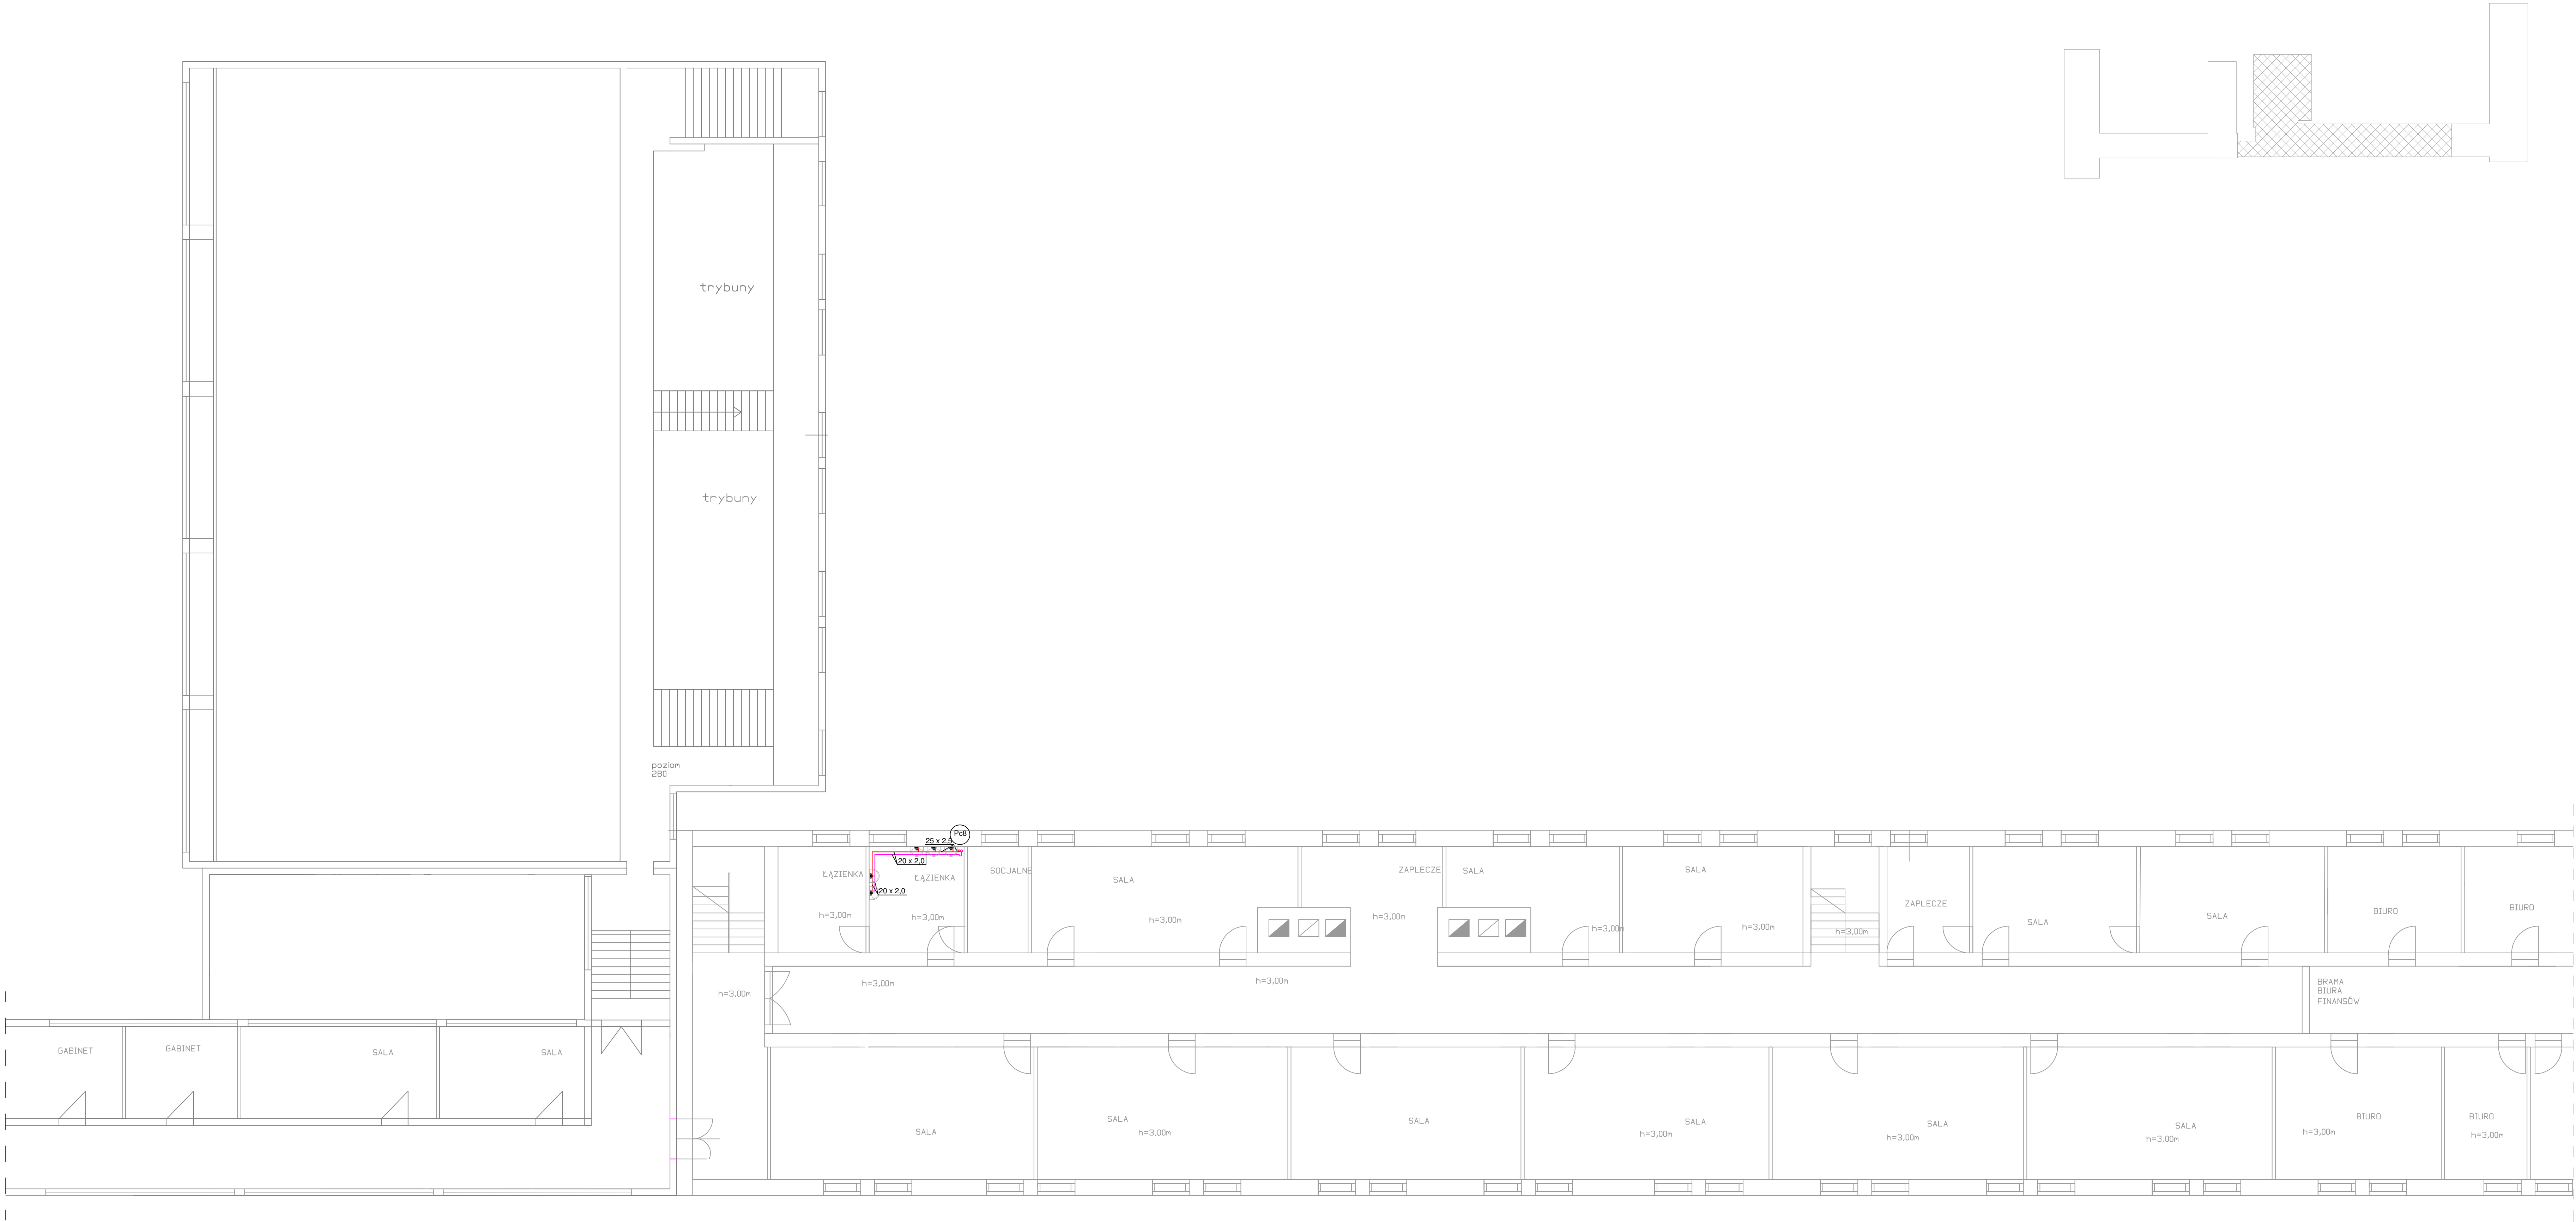 trybuny
trybuny
poziom
280
Pc8
25 x 2,5
20 x 2,0
20 x 2,0
ŁĄZIENKA
ŁĄZIENKA
SOCJALNE
SALA
ZAPLECZE
SALA
SALA
ZAPLECZE
SALA
SALA
BIURO
BIURO
h=3,00m
h=3,00m
h=3,00m
h=3,00m
h=3,00m
h=3,00m
h=3,00m
h=3,00m
h=3,00m
h=3,00m
BRAMA
BIURA
FINANSÓW
GABINET
GABINET
SALA
SALA
SALA
SALA
h=3,00m
SALA
SALA
h=3,00m
SALA
h=3,00m
SALA
h=3,00m
BIURO
h=3,00m
BIURO
h=3,00m